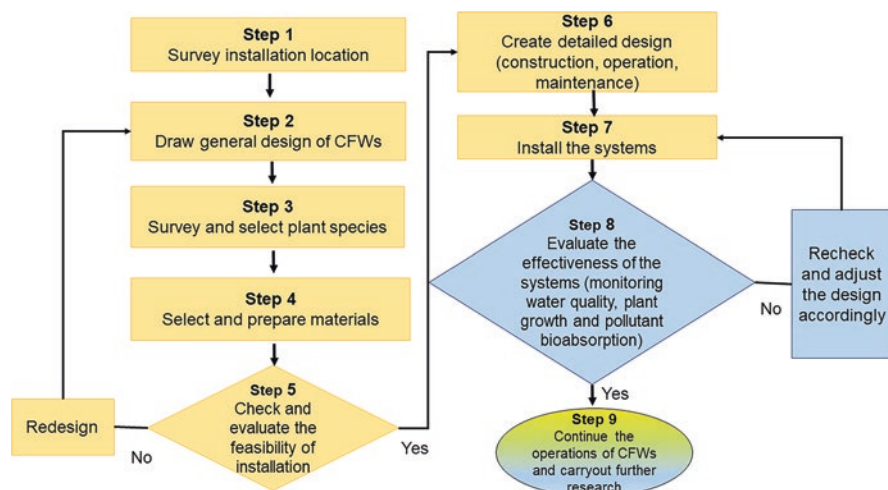 Step 1
Survey installation location
Step 2
Draw general design of CFWs
Step 3
Survey and select plant species
Step 4
Select and prepare materials
Step 5
Check and
evaluate the
feasibility of
installation
Redesign
No
Yes
Step 6
Create detailed design
(construction, operation,
maintenance)
Step 7
Install the systems
Step 8
Evaluate the
effectiveness of the
systems (monitoring
water quality, plant
growth and pollutant
bioabsorption)
No
Recheck
and adjust
the design
accordingly
Yes
Step 9
Continue the
operations of CFWs
and carryout further
research